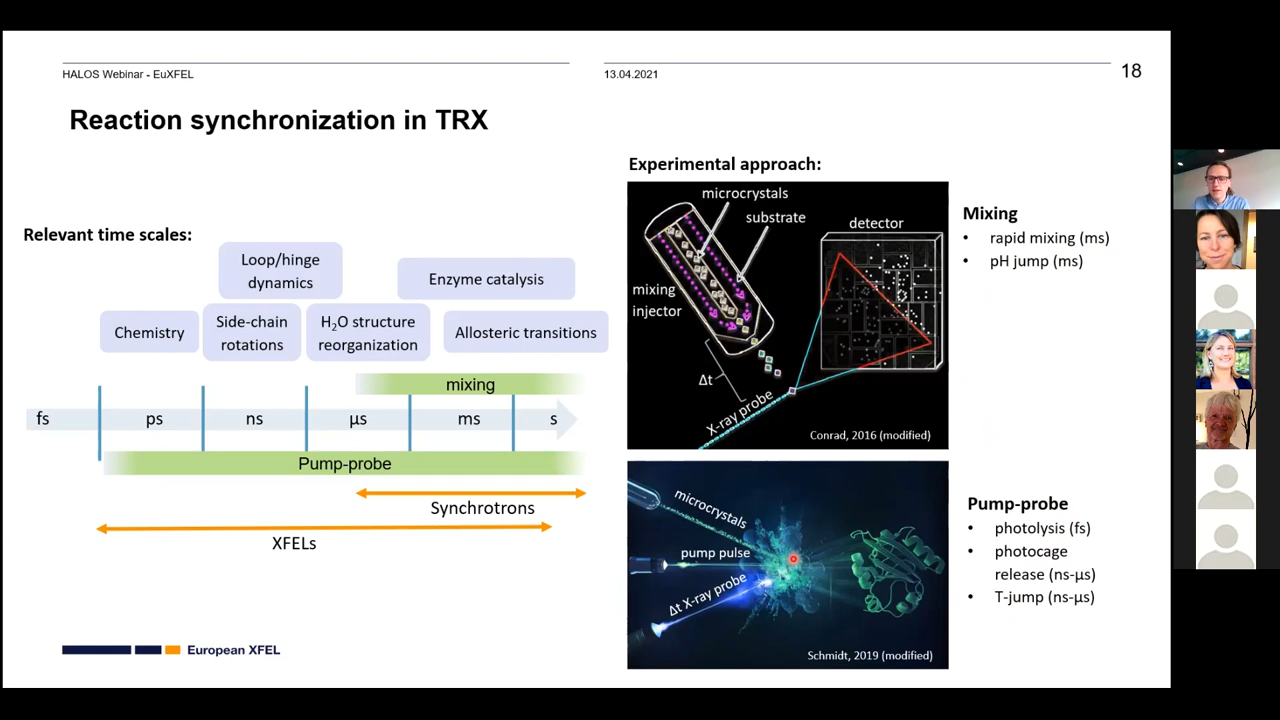 HALOS Webinar - EuXFEL
13.04.2021
18
Reaction synchronization in TRX
Relevant time scales:
Loop/hinge
dynamics
Enzyme catalysis
Chemistry
Side-chain
rotations
H₂O structure
reorganization
Allosteric transitions
mixing
fs
ps
ns
µs
ms
s
Pump-probe
Synchrotrons
XFELs
European XFEL
Experimental approach:
microcrystals
substrate
detector
mixing
injector
Δt
X-ray probe
Conrad, 2016 (modified)
Mixing
• rapid mixing (ms)
• pH jump (ms)
microcrystals
pump pulse
Δt X-ray probe
Schmidt, 2019 (modified)
Pump-probe
• photolysis (fs)
• photocage
release (ns-µs)
• T-jump (ns-µs)